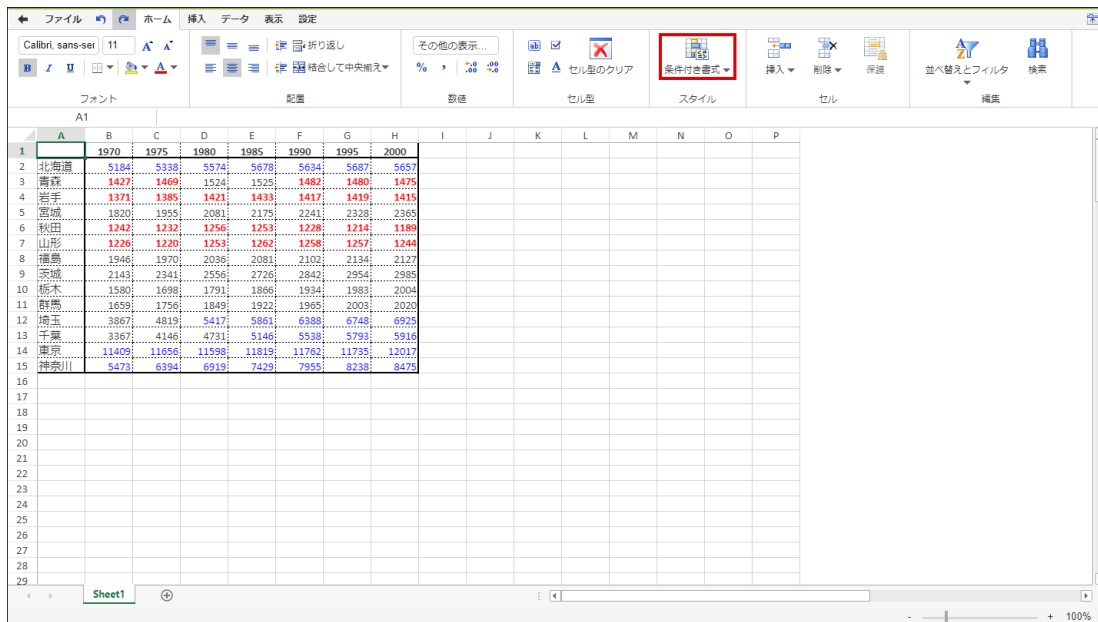 ファイル ホーム 挿入 データ 表示 設定
Calibri, sans-ser 11 A A 折り返し その他の表示... ab
B I U A 結合して中央揃え % , .00 .00 A セル型のクリア 条件付き書式 挿入 削除 保護 並べ替えとフィルタ 検索
フォント 配置 数値 セル型 スタイル セル 編集
A1
A B C D E F G H I J K L M N O P
1 1970 1975 1980 1985 1990 1995 2000
2 北海道 5184 5338 5574 5678 5634 5687 5657
3 青森 1427 1469 1524 1525 1482 1480 1475
4 岩手 1371 1385 1421 1433 1417 1419 1415
5 宮城 1820 1955 2081 2175 2241 2328 2365
6 秋田 1242 1232 1256 1253 1228 1214 1189
7 山形 1226 1220 1253 1262 1258 1257 1244
8 福島 1946 1970 2036 2081 2102 2134 2127
9 茨城 2143 2341 2556 2726 2842 2954 2985
10 栃木 1580 1698 1791 1866 1934 1983 2004
11 群馬 1659 1756 1849 1922 1965 2003 2020
12 埼玉 3867 4819 5417 5861 6388 6748 6925
13 千葉 3367 4146 4731 5146 5538 5793 5916
14 東京 11409 11656 11598 11819 11762 11735 12017
15 神奈川 5473 6394 6919 7429 7955 8238 8475
16
17
18
19
20
21
22
23
24
25
26
27
28
29
Sheet1
- + 100%